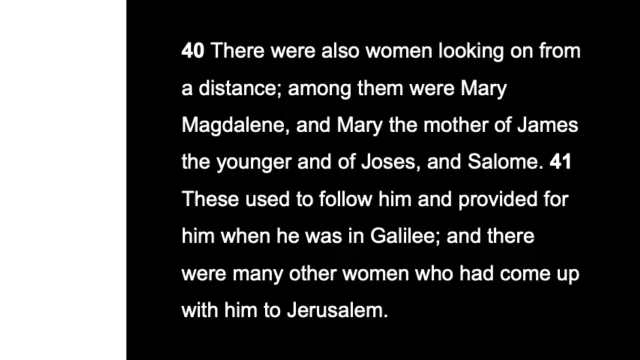 40 There were also women looking on from
a distance; among them were Mary
Magdalene, and Mary the mother of James
the younger and of Joses, and Salome. 41
These used to follow him and provided for
him when he was in Galilee; and there
were many other women who had come up
with him to Jerusalem.